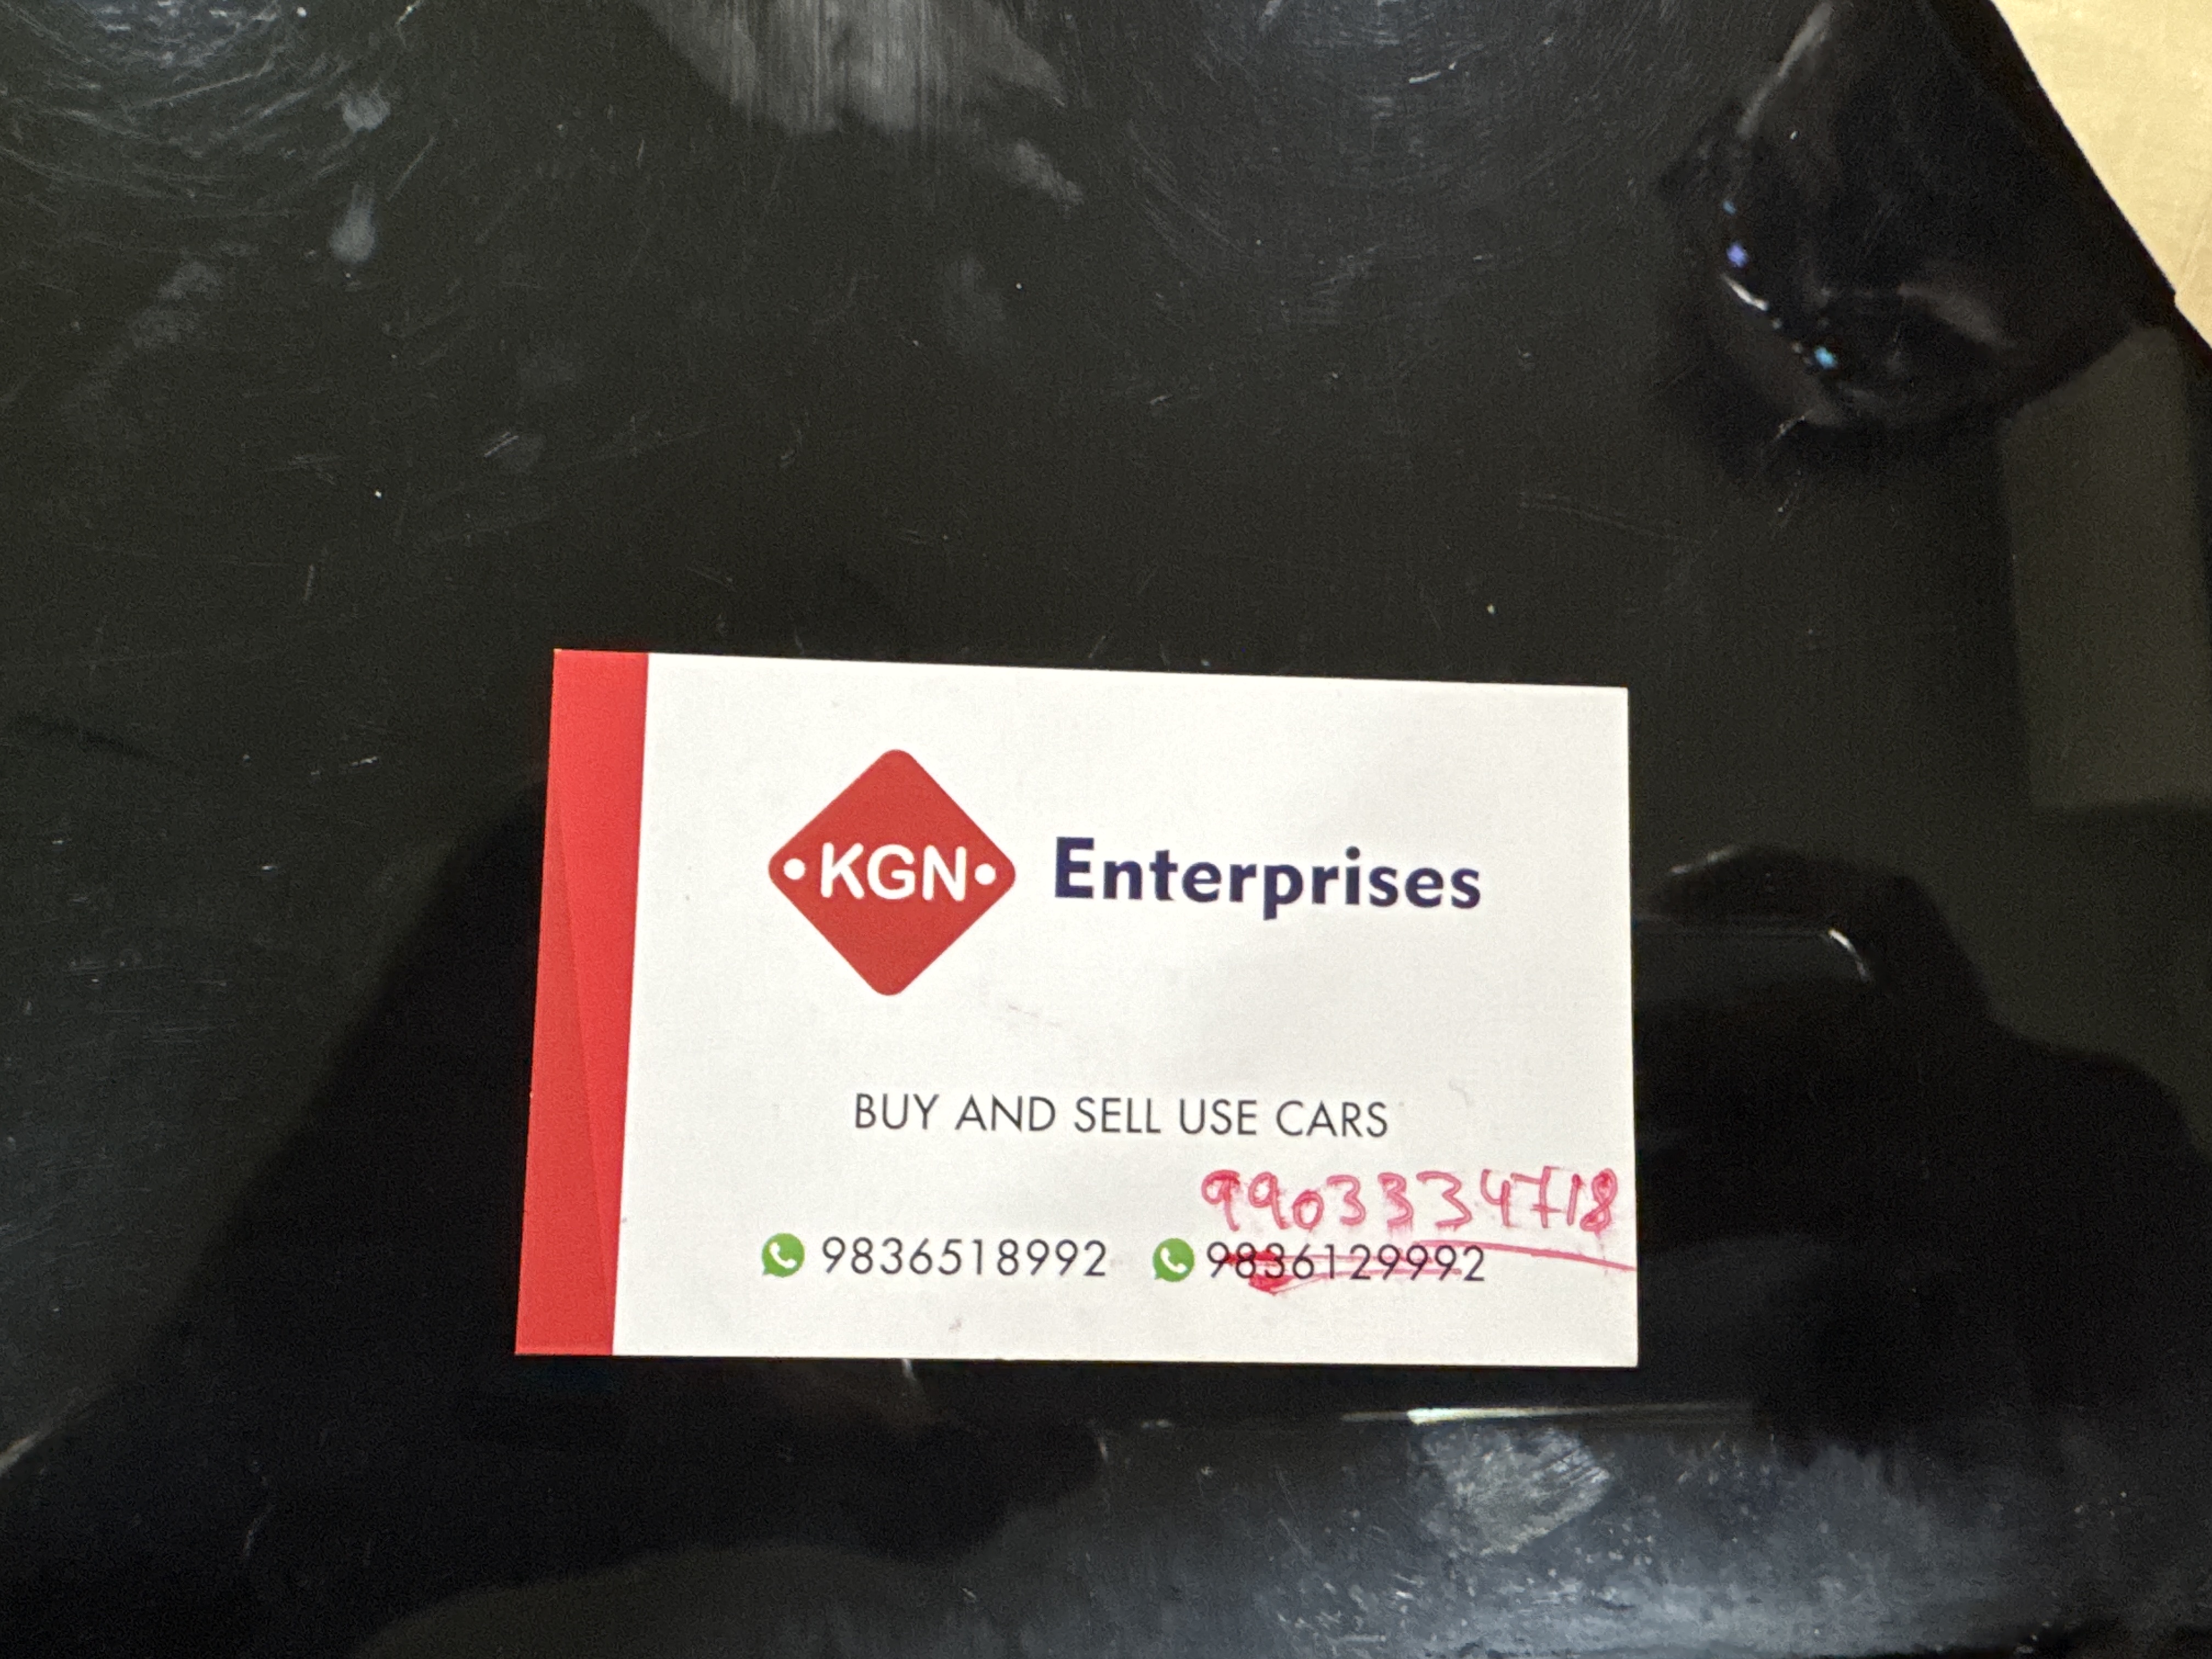 KGN Enterprises
BUY AND SELL USE CARS
9903334718
9836518992 9836129992